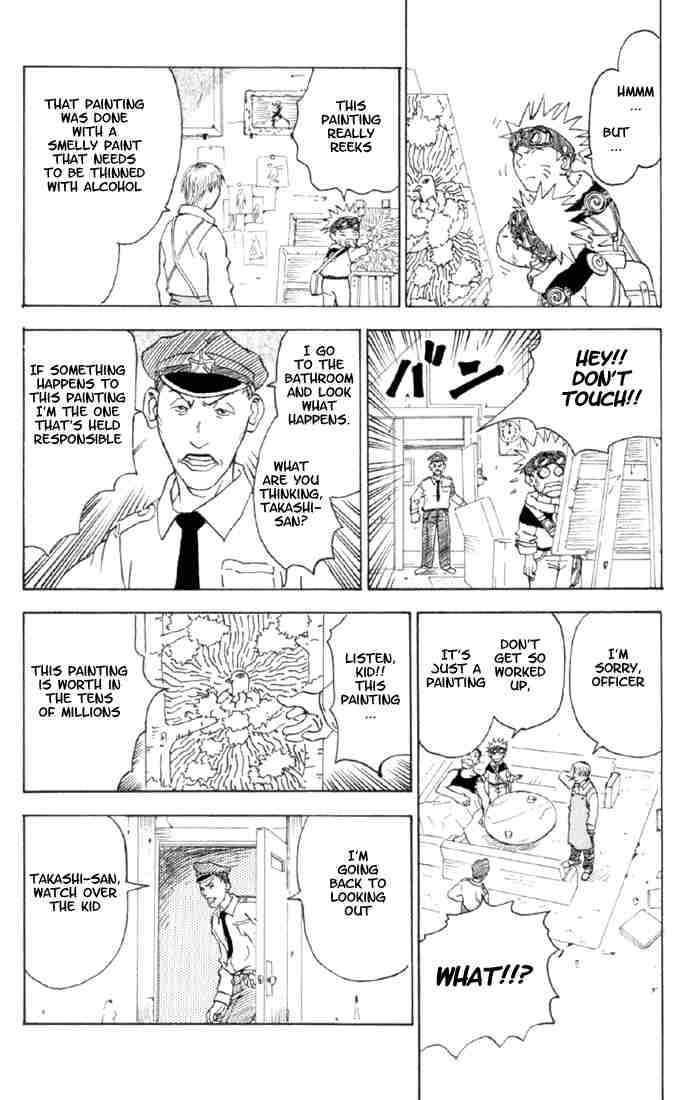 HMMM
...
BUT
...
THIS
PAINTING
REALLY
REEKS
THAT PAINTING
WAS DONE
WITH A
SMELLY PAINT
THAT NEEDS
TO BE THINNED
WITH ALCOHOL
HEY!!
DON'T
TOUCH!!
バン
I GO
TO THE
BATHROOM
AND LOOK
WHAT
HAPPENS.
WHAT
ARE YOU
THINKING,
TAKASHI-
SAN?
IF SOMETHING
HAPPENS TO
THIS PAINTING
I'M THE ONE
THAT'S HELD
RESPONSIBLE
I'M
SORRY,
OFFICER
DON'T
GET SO
WORKED
UP,
IT'S
JUST A
PAINTING
WHAT!!?
LISTEN,
KID!!
THIS
PAINTING
...
THIS PAINTING
IS WORTH IN
THE TENS
OF MILLIONS
I'M
GOING
BACK TO
LOOKING
OUT
TAKASHI-SAN,
WATCH OVER
THE KID